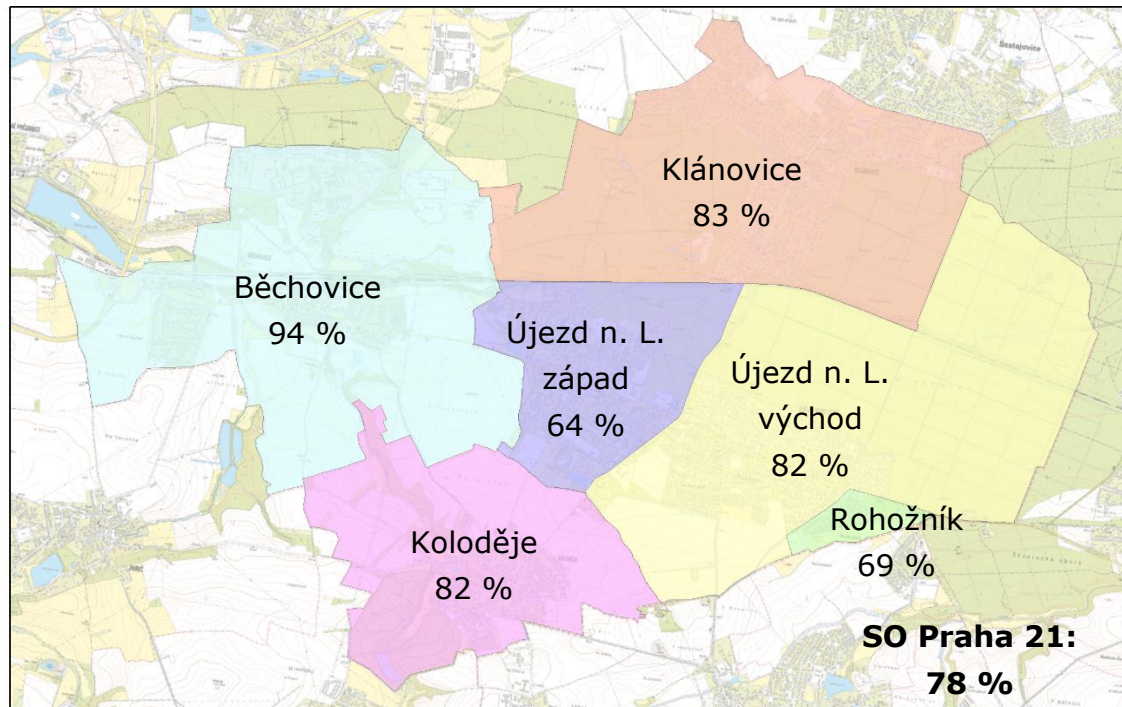 Klánovice
83 %
Běchovice
94 %
Újezd n. L.
západ
64 %
Újezd n. L.
východ
82 %
Rohožník
69 %
Koloděje
82 %
SO Praha 21:
78 %